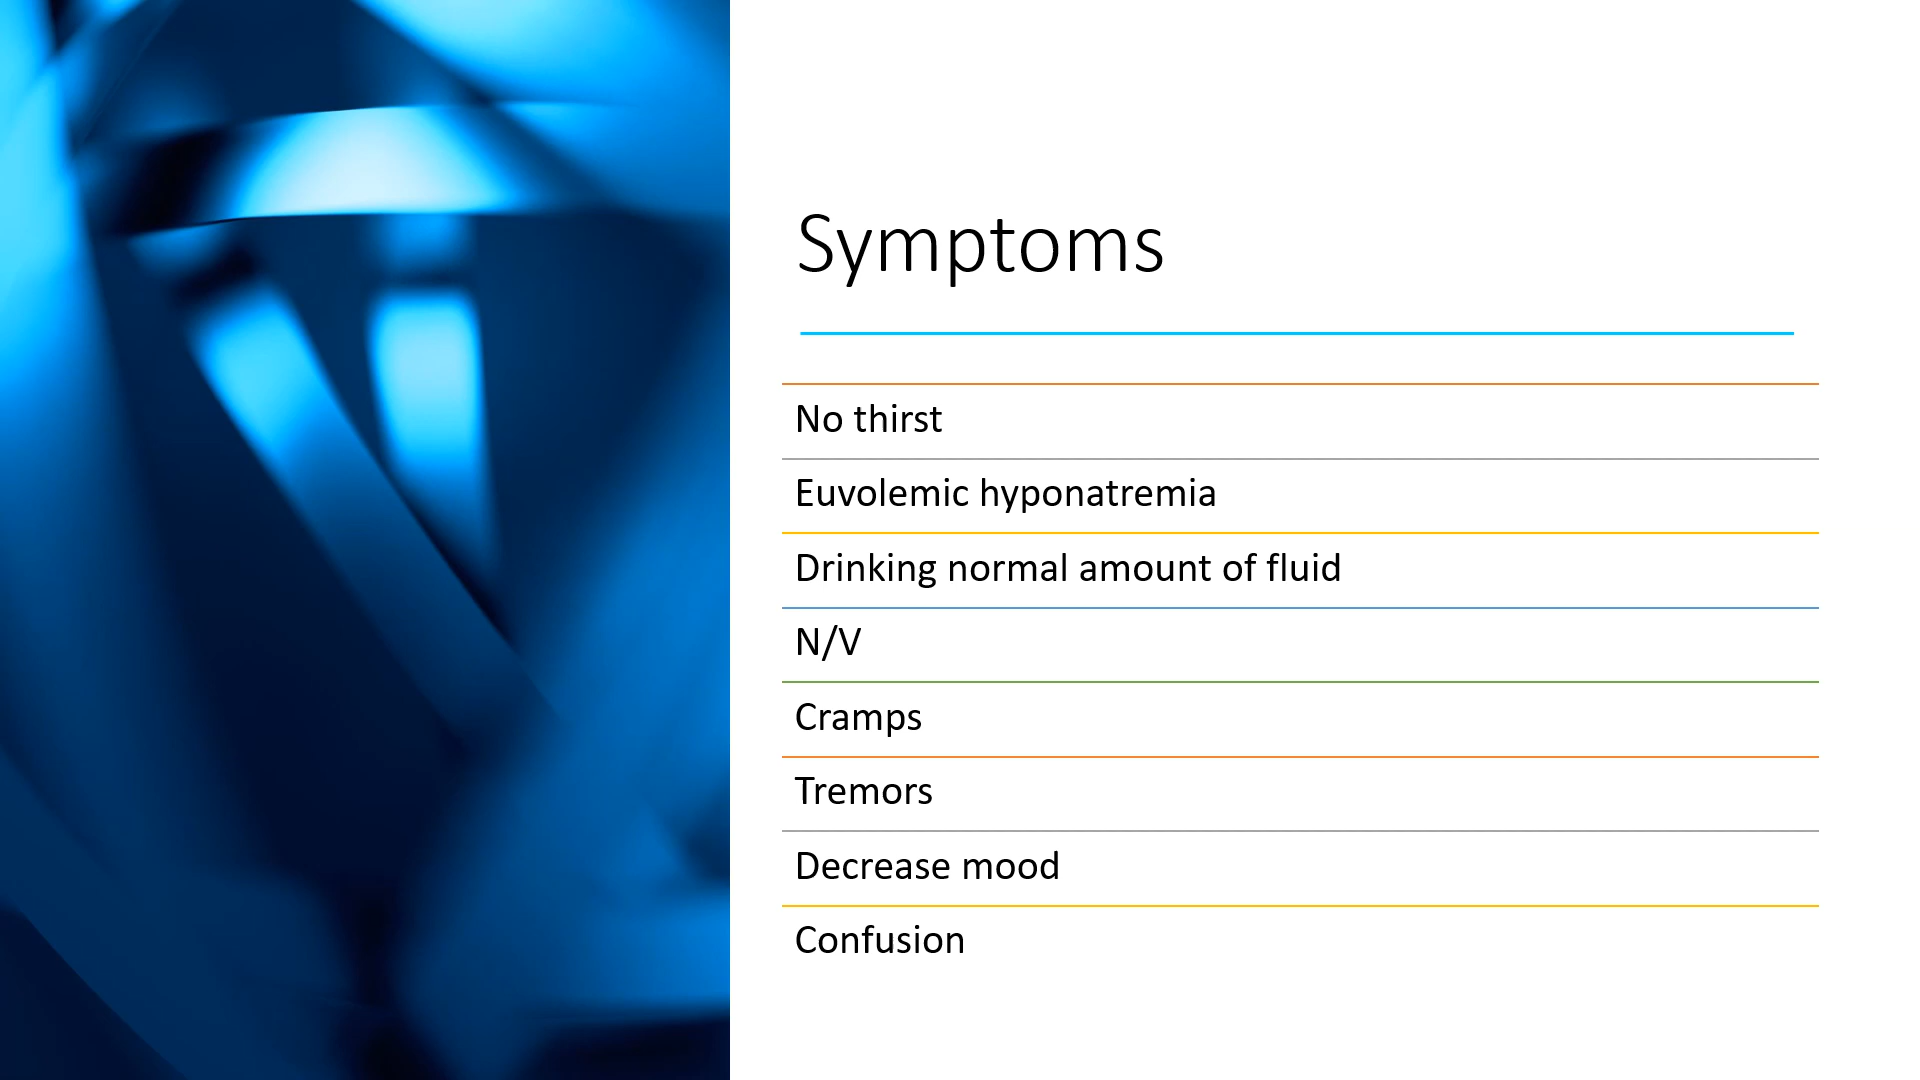 Symptoms
No thirst
Euvolemic hyponatremia
Drinking normal amount of fluid
N/V
Cramps
Tremors
Decrease mood
Confusion